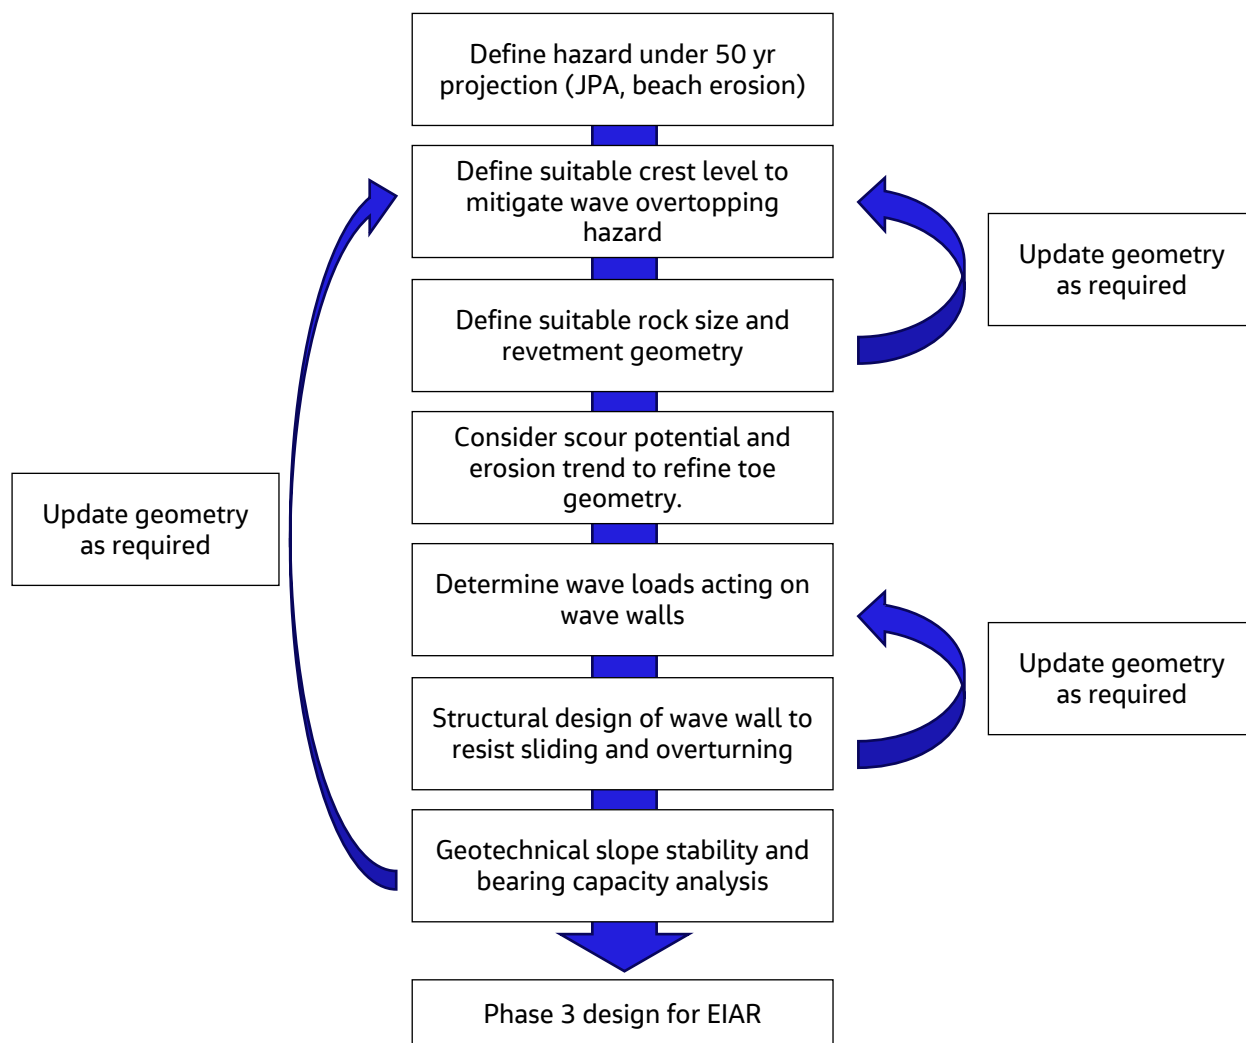 Define hazard under 50 yr
projection (JPA, beach erosion)
Define suitable crest level to
mitigate wave overtopping
hazard
Update geometry
as required
Define suitable rock size and
revetment geometry
Consider scour potential and
erosion trend to refine toe
geometry.
Update geometry
as required
Determine wave loads acting on
wave walls
Update geometry
as required
Structural design of wave wall to
resist sliding and overturning
Geotechnical slope stability and
bearing capacity analysis
Phase 3 design for EIAR